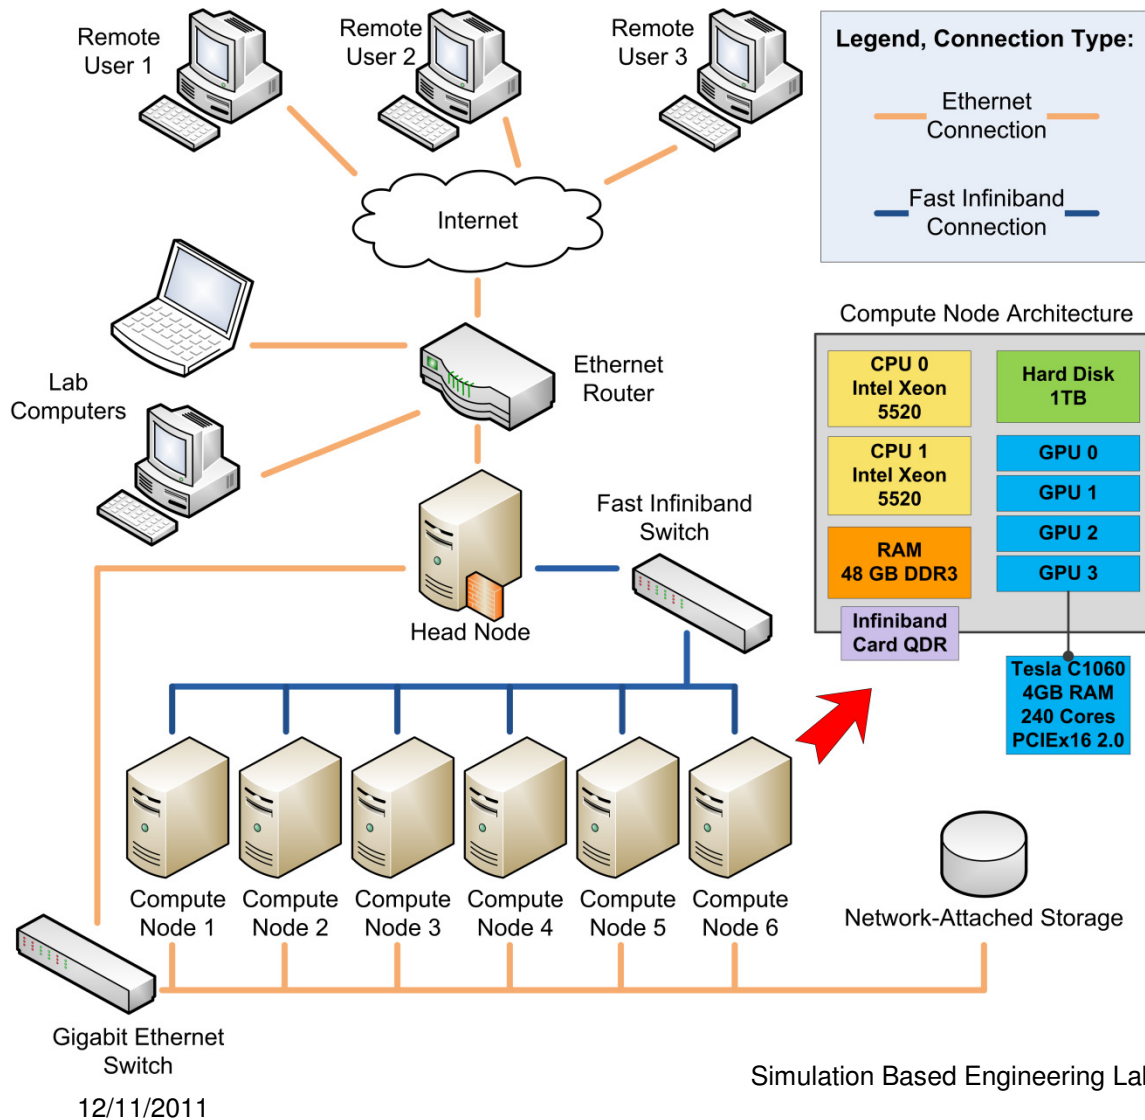 Remote
User 1
Remote
User 2
Remote
User 3
Legend, Connection Type:
Ethernet
Connection
Fast Infiniband
Connection
Internet
Lab
Computers
Ethernet
Router
Compute Node Architecture
CPU 0
Intel Xeon
5520
Hard Disk
1TB
CPU 1
Intel Xeon
5520
GPU 0
GPU 1
GPU 2
GPU 3
RAM
48 GB DDR3
Infiniband
Card QDR
Tesla C1060
4GB RAM
240 Cores
PCIEx16 2.0
Fast Infiniband
Switch
Head Node
Compute
Node 1
Compute
Node 2
Compute
Node 3
Compute
Node 4
Compute
Node 5
Compute
Node 6
Network-Attached Storage
Gigabit Ethernet
Switch
Simulation Based Engineering Lab
12/11/2011